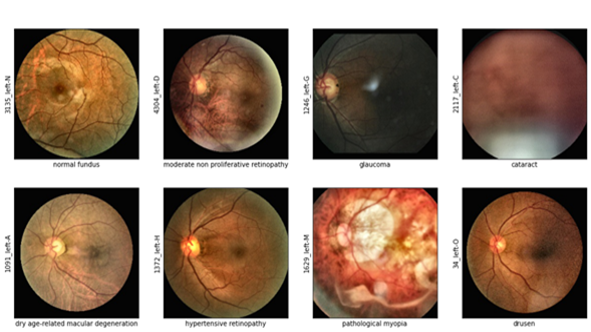 3135_left-N
normal fundus
4304_left-D
moderate non proliferative retinopathy
1246_left-G
glaucoma
2117_left-C
cataract
1091_left-A
dry age-related macular degeneration
1372_left-H
hypertensive retinopathy
1629_left-M
pathological myopia
34_left-O
drusen